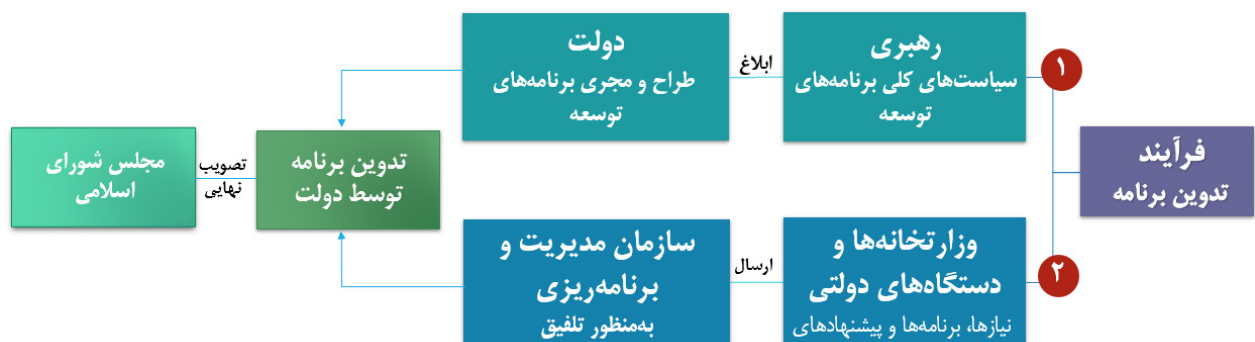 فرآیند
تدوین برنامه
۱
رهبری
سیاست‌های کلی برنامه‌های
توسعه
ابلاغ
دولت
طراح و مجری برنامه‌های
توسعه
۲
وزارتخانه‌ها و
دستگاه‌های دولتی
نیازها، برنامه‌ها و پیشنهادهای
ارسال
سازمان مدیریت و
برنامه‌ریزی
به‌منظور تلفیق
تدوین برنامه
توسط دولت
تصویب
نهایی
مجلس شورای
اسلامی